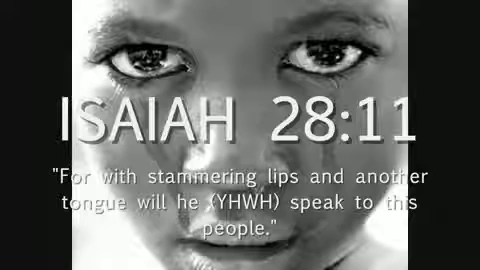 ISAIAH 28:11
"For with stammering lips and another
tongue will he (YHWH) speak to this
people."